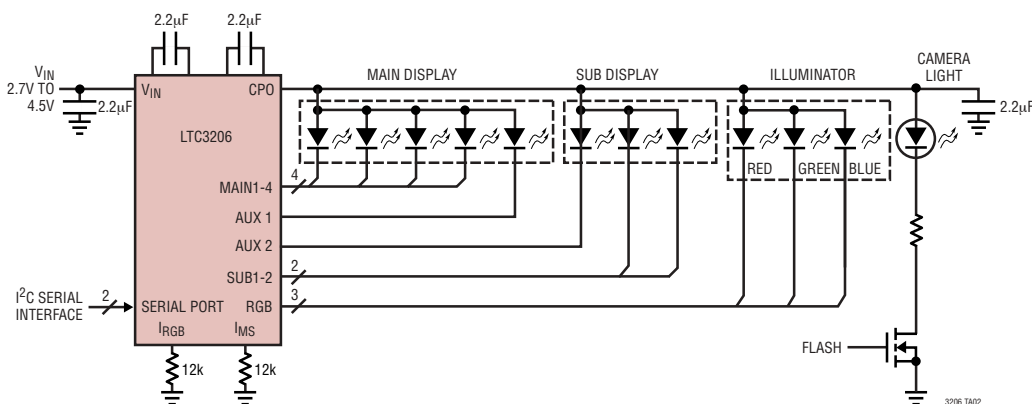 2.2µF
2.2µF
V_IN
2.7V TO
4.5V
2.2µF
V_IN
CPO
LTC3206
MAIN DISPLAY
SUB DISPLAY
ILLUMINATOR
CAMERA
LIGHT
2.2µF
RED
GREEN
BLUE
4
MAIN1-4
AUX 1
AUX 2
2
SUB1-2
3
RGB
I²C SERIAL
INTERFACE
2
SERIAL PORT
I_RGB
I_MS
12k
12k
FLASH
3206 TA02